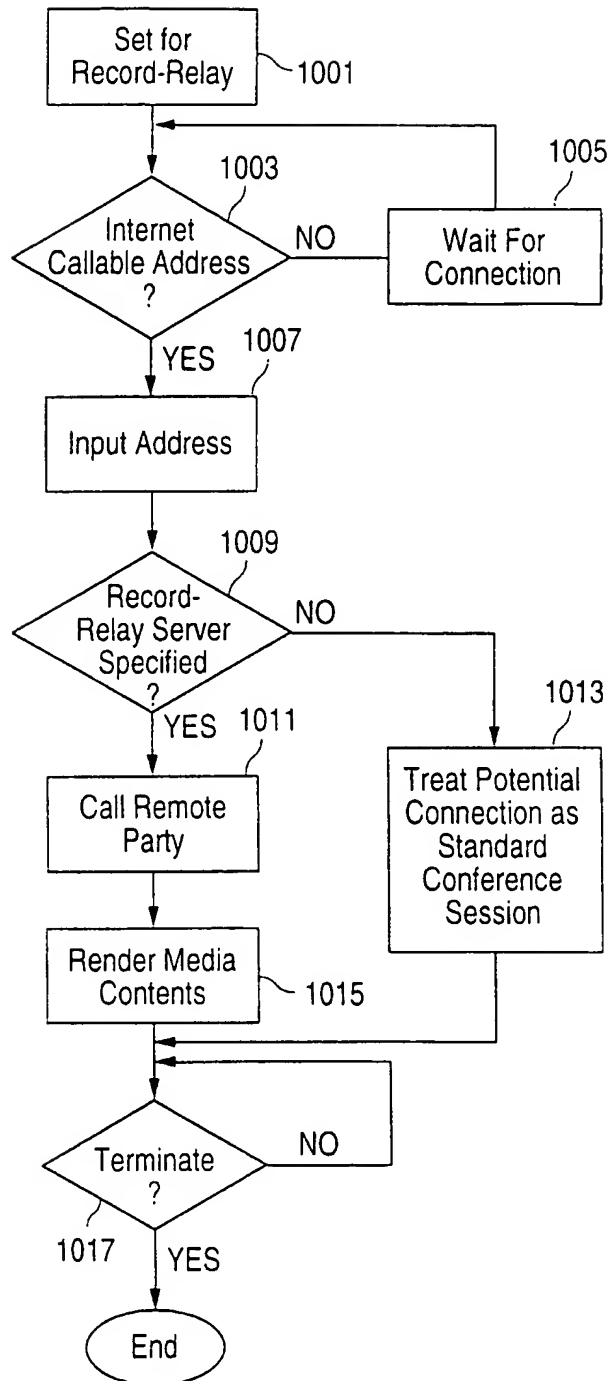 Set for
Record-Relay
1001
1003
1005
Internet
Callable Address
?
NO
Wait For
Connection
YES
1007
Input Address
1009
Record-
Relay Server
Specified
?
NO
YES
1011
1013
Call Remote
Party
Treat Potential
Connection as
Standard
Conference
Session
Render Media
Contents
1015
Terminate
?
NO
1017
YES
End